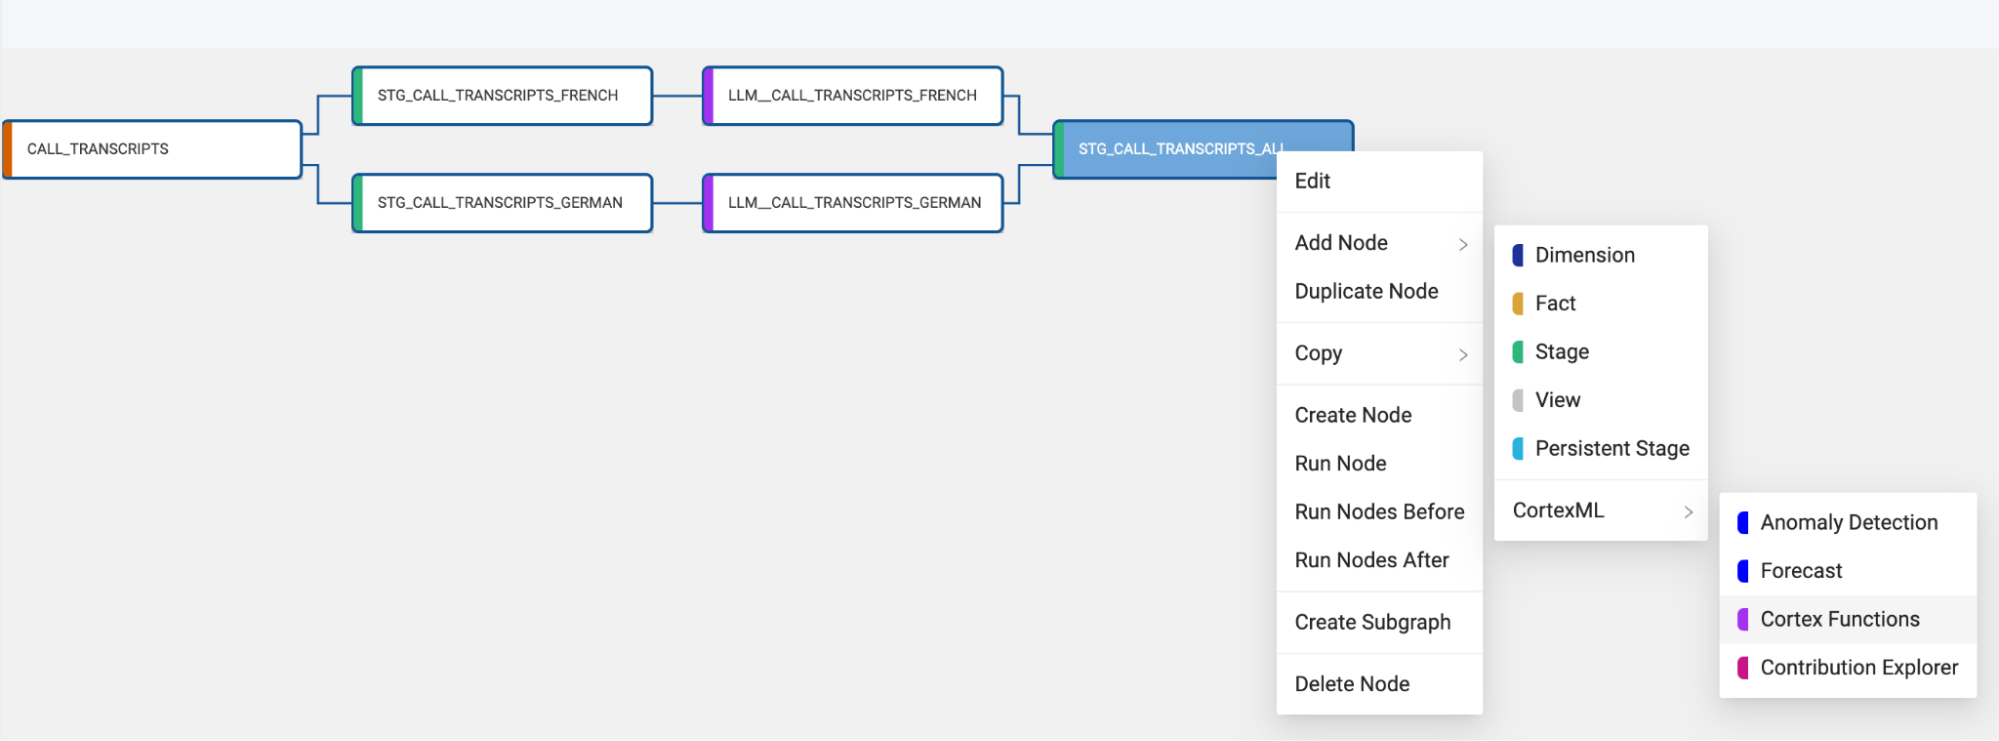 CALL_TRANSCRIPTS
STG_CALL_TRANSCRIPTS_FRENCH
LLM__CALL_TRANSCRIPTS_FRENCH
STG_CALL_TRANSCRIPTS_GERMAN
LLM__CALL_TRANSCRIPTS_GERMAN
STG_CALL_TRANSCRIPTS_ALL
Edit
Add Node
Duplicate Node
Copy
Create Node
Run Node
Run Nodes Before
Run Nodes After
Create Subgraph
Delete Node
Dimension
Fact
Stage
View
Persistent Stage
CortexML
Anomaly Detection
Forecast
Cortex Functions
Contribution Explorer